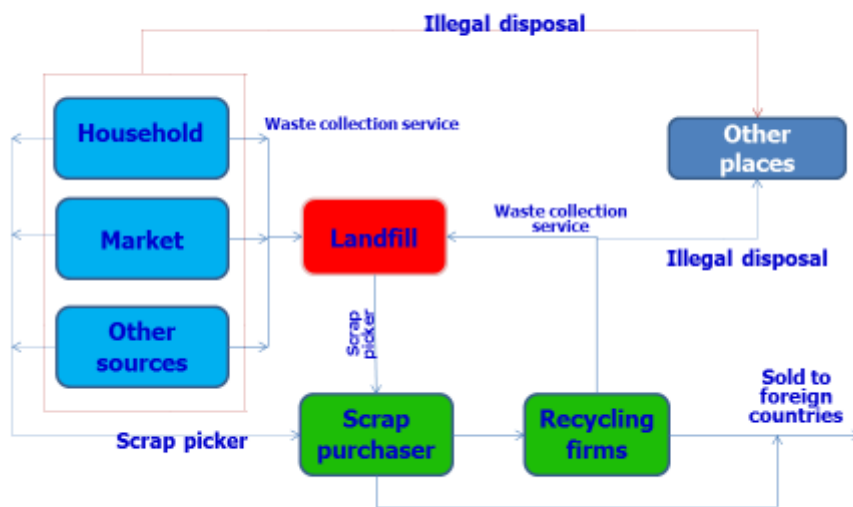 Illegal disposal
Household
Waste collection service
Other
places
Market
Landfill
Waste collection
service
Illegal disposal
Other
sources
Scrap
picker
Sold to
foreign
countries
Scrap picker
Scrap
purchaser
Recycling
firms